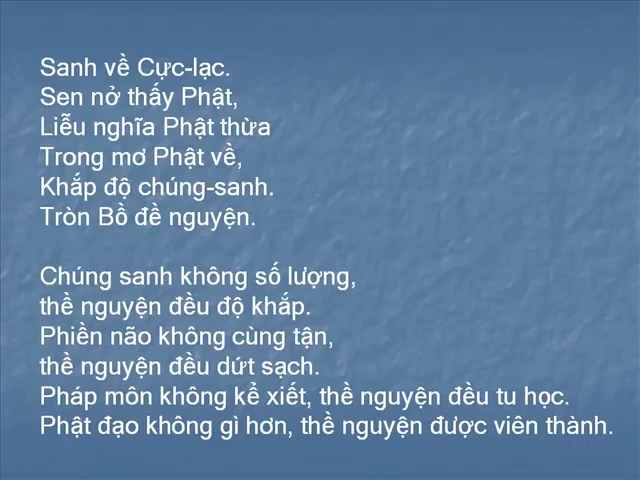 Sanh về Cực-lạc.
Sen nở thấy Phật,
Liễu nghĩa Phật thừa
Trong mơ Phật về,
Khắp độ chúng-sanh.
Tròn Bồ đề nguyện.
Chúng sanh không số lượng,
thề nguyện đều độ khắp.
Phiền não không cùng tận,
thề nguyện đều dứt sạch.
Pháp môn không kể xiết, thề nguyện đều tu học.
Phật đạo không gì hơn, thề nguyện được viên thành.